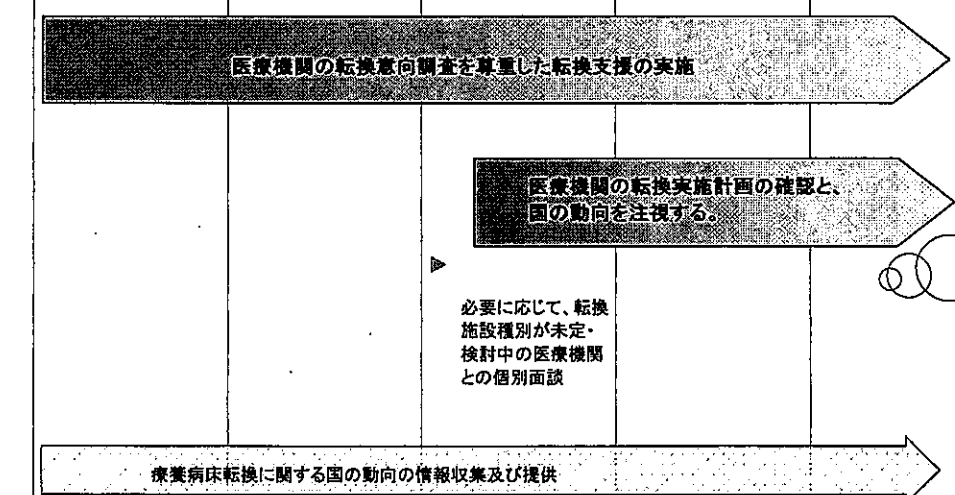 医療機関の転換意向調査を尊重した転換支援の実施
医療機関の転換実施計画の確認と、
国の動向を注視する。
必要に応じて、転換
施設種別が未定・
検討中の医療機関
との個別面談
療養病床転換に関する国の動向の情報収集及び提供